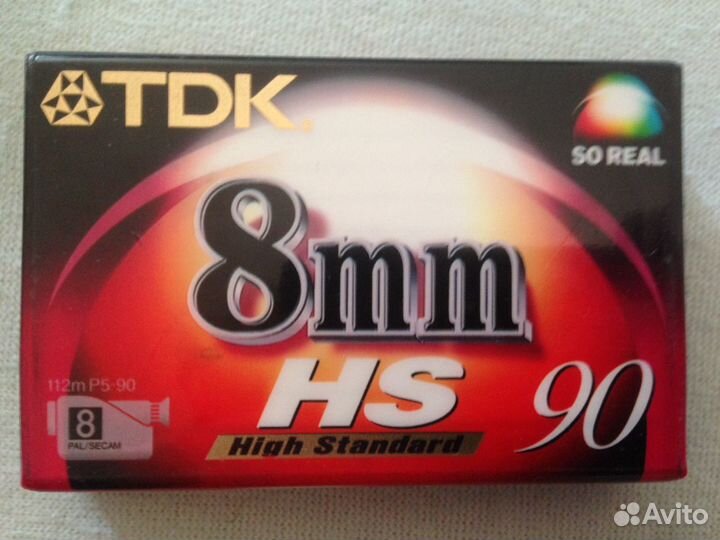 TDK.
SO REAL
8mm
HS
High Standard
90
112m P5-90
8
PAL/SECAM
Avito